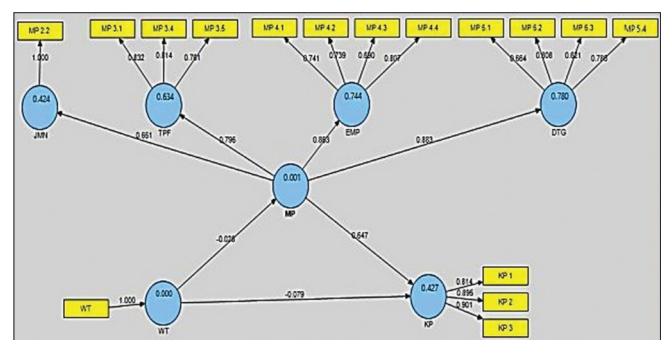 MP 2.2 MP 3.1 MP 3.4 MP 3.5 MP 4.1 MP 4.2 MP 4.3 MP 4.4 MP 5.1 MP 5.2 MP 5.3 MP 5.4
1.000 0.832 0.814 0.781 0.741 0.739 0.690 0.807 0.664 0.808 0.821 0.786
0.424 0.634 0.744 0.780
JMN TPF EMP DTG
0.651 0.796 0.883
0.001
MP
-0.026 0.647
WT 1.000 0.000 -0.079 0.427 0.814 KP 1
0.895 KP 2
0.901 KP 3
WT KP